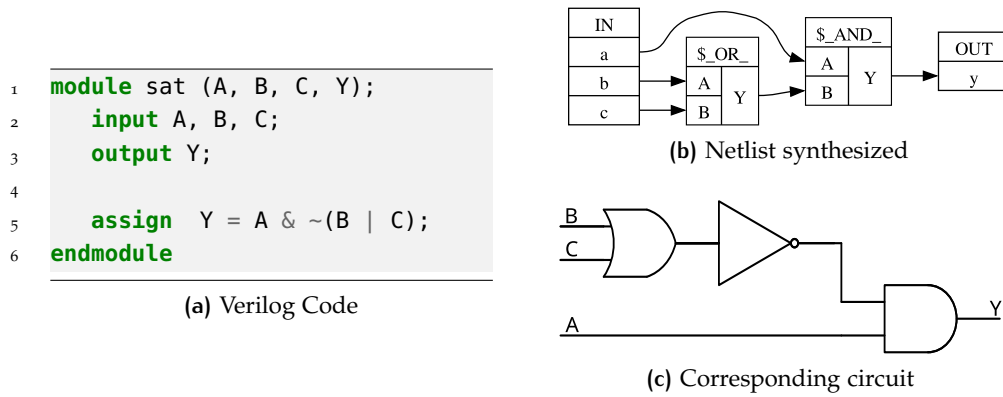 1 module sat (A, B, C, Y);
2 input A, B, C;
3 output Y;
4
5 assign Y = A & ~(B | C);
6 endmodule
(a) Verilog Code
IN
a
b
c
$_OR_
A
B
Y
$_AND_
A
B
Y
OUT
y
(b) Netlist synthesized
B
C
A
Y
(c) Corresponding circuit